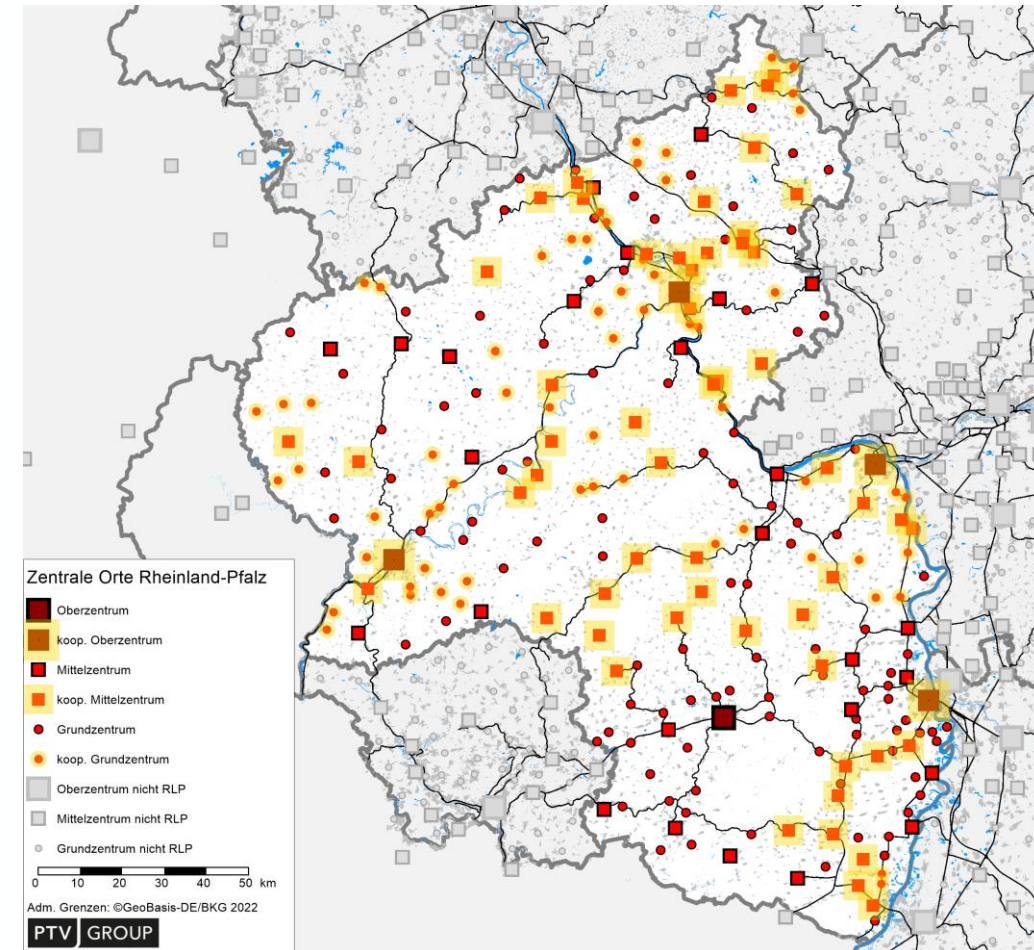 Zentrale Orte Rheinland-Pfalz
Oberzentrum
koop. Oberzentrum
Mittelzentrum
koop. Mittelzentrum
Grundzentrum
koop. Grundzentrum
Oberzentrum nicht RLP
Mittelzentrum nicht RLP
Grundzentrum nicht RLP
0 10 20 30 40 50 km
Adm. Grenzen: ©GeoBasis-DE/BKG 2022
PTV GROUP